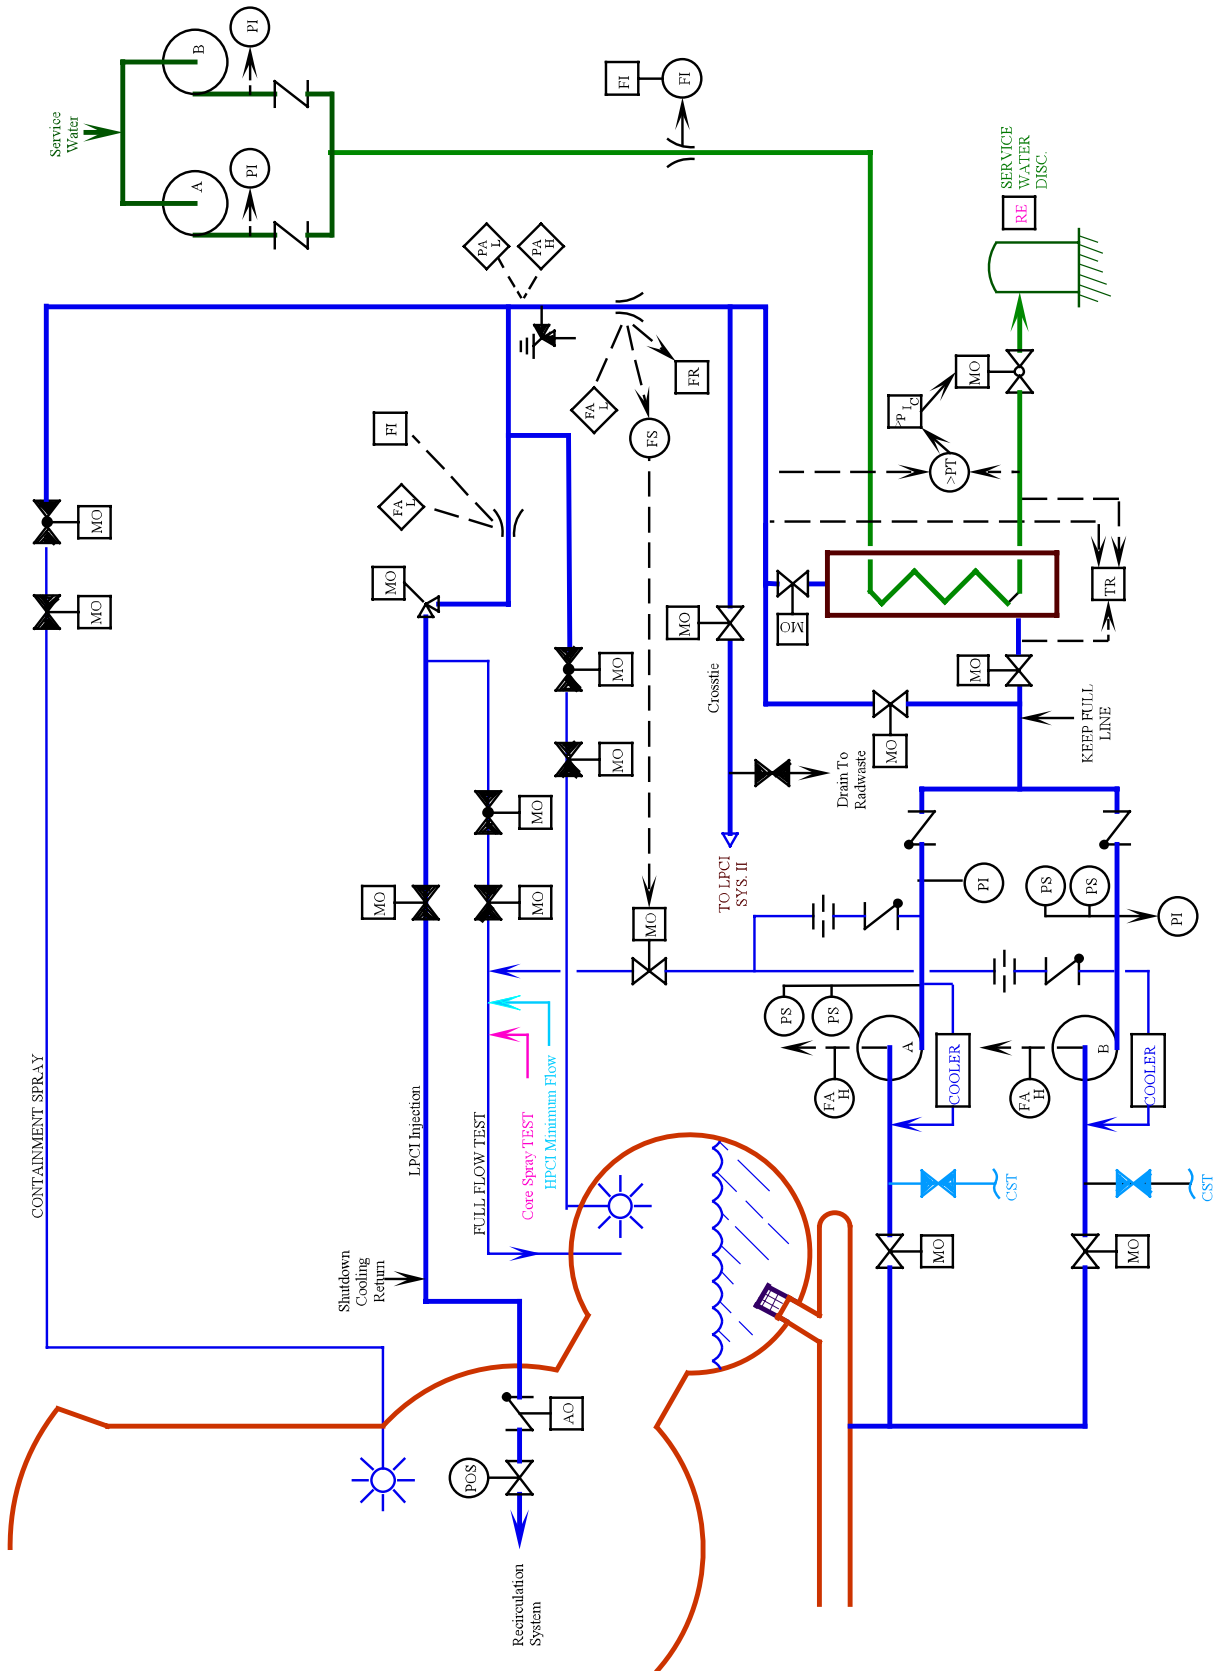 CONTAINMENT SPRAY
Service
Water
MO
MO
A
B
PI
PI
Shutdown
Cooling
Return
MO
MO
FI
FA
L
LPCI Injection
POS
FULL FLOW TEST
PA
L
Recirculation
System
Core Spray TEST
HPCI Minimum Flow
MO
MO
PA
H
AO
FA
L
MO
MO
FI
FI
MO
FS
MO
FR
Crosstie
TO LPCI
SYS. II
PS
PS
MO
FA
H
Drain To
Radwaste
MO
>P I C
A
MO
COOLER
>PT
MO
MO
PI
CST
SERVICE
WATER
DISC.
RE
FA
H
PS
PS
KEEP FULL
LINE
B
TR
MO
COOLER
PI
CST